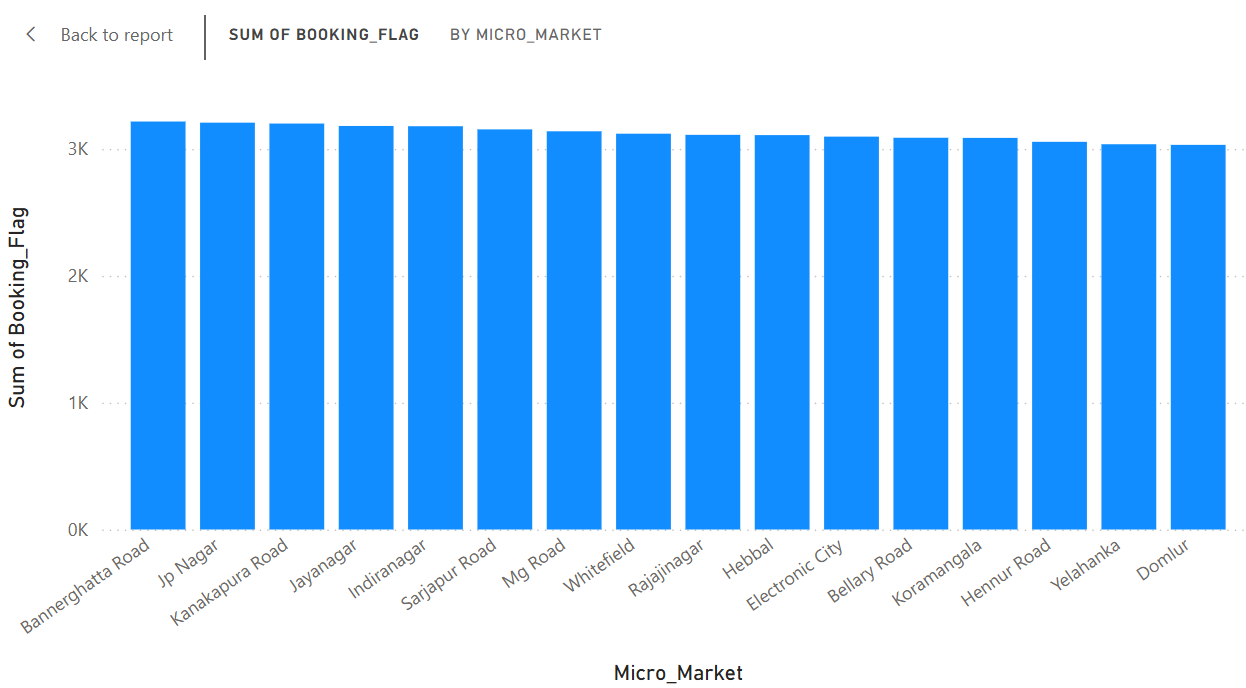 Back to report
SUM OF BOOKING_FLAG BY MICRO_MARKET
Sum of Booking_Flag
3K
2K
1K
0K
Bannerghatta Road
Jp Nagar
Kanakapura Road
Jayanagar
Indiranagar
Sarjapur Road
Mg Road
Whitefield
Rajajinagar
Hebbal
Electronic City
Bellary Road
Koramangala
Hennur Road
Yelahanka
Domlur
Micro_Market